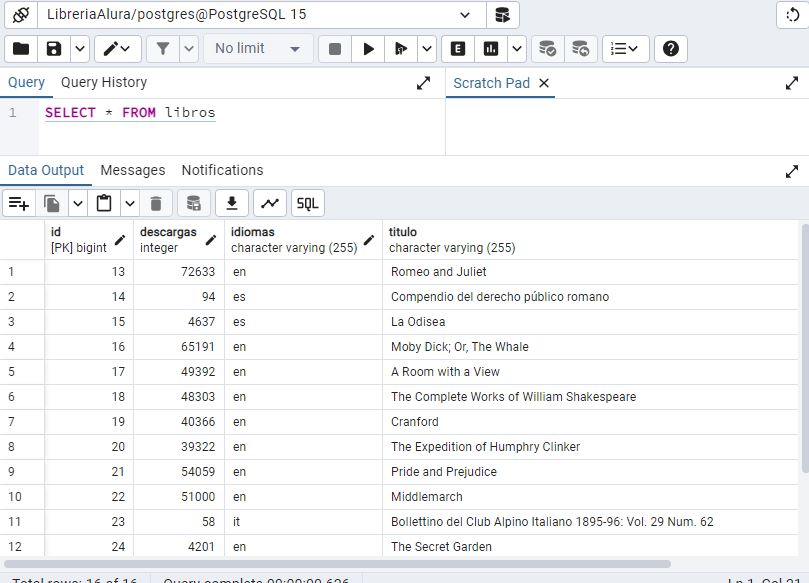 LibreriaAlura/postgres@PostgreSQL 15
No limit
E
SQL
Query Query History Scratch Pad
1 SELECT * FROM libros
Data Output Messages Notifications
SQL
id descargas idiomas titulo
[PK] bigint integer character varying (255) character varying (255)
1 13 72633 en Romeo and Juliet
2 14 94 es Compendio del derecho público romano
3 15 4637 es La Odisea
4 16 65191 en Moby Dick; Or, The Whale
5 17 49392 en A Room with a View
6 18 48303 en The Complete Works of William Shakespeare
7 19 40366 en Cranford
8 20 39322 en The Expedition of Humphry Clinker
9 21 54059 en Pride and Prejudice
10 22 51000 en Middlemarch
11 23 58 it Bollettino del Club Alpino Italiano 1895-96: Vol. 29 Num. 62
12 24 4201 en The Secret Garden
Total rows: 16 of 16 Query complete 00:00:00.626 Ln 1, Col 21